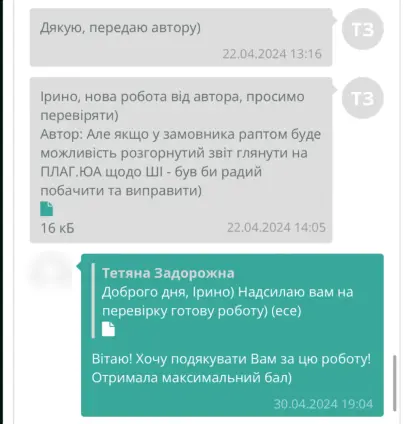 Дякую, передаю автору)
ТЗ
22.04.2024 13:16
Ірино, нова робота від автора, просимо
ТЗ
перевіряти)
Автор: Але якщо у замовника раптом буде
можливість розгорнутий звіт глянути на
ПЛАГ.ЮА щодо ШІ - був би радий
побачити та виправити)
16 кБ
22.04.2024 14:05
Тетяна Задорожна
Доброго дня, Ірино) Надсилаю вам на
перевірку готову роботу) (есе)
Вітаю! Хочу подякувати Вам за цю роботу!
Отримала максимальний бал)
30.04.2024 19:04